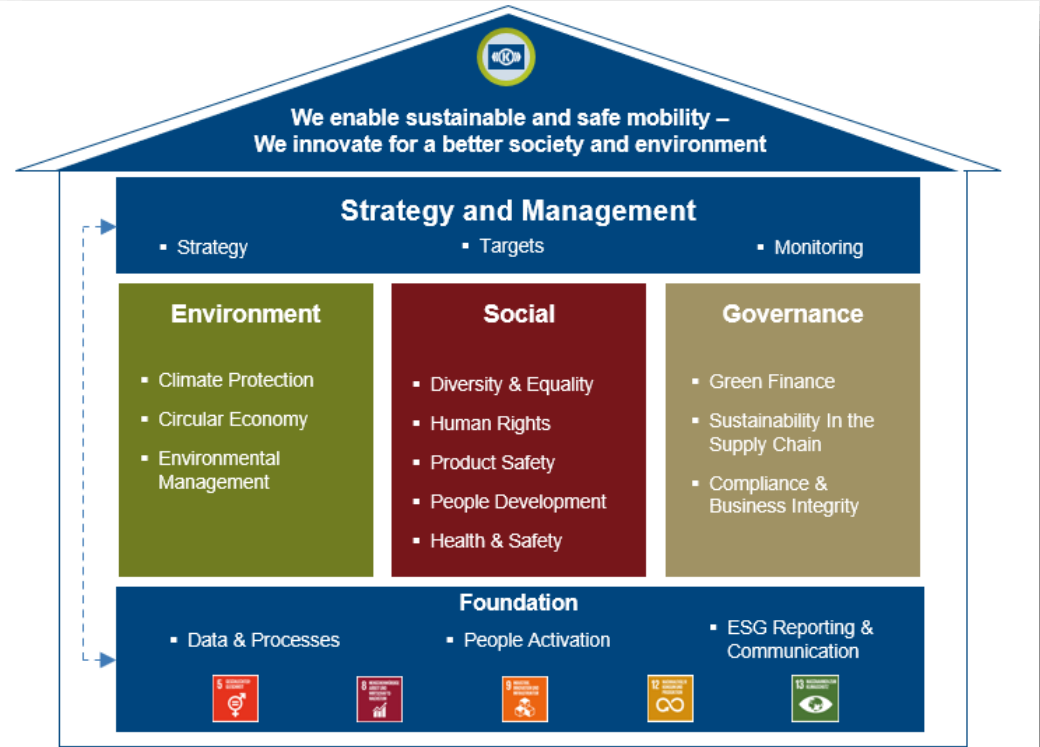 ((K))
We enable sustainable and safe mobility –
We innovate for a better society and environment
Strategy and Management
▪ Strategy
▪ Targets
▪ Monitoring
Environment
▪ Climate Protection
▪ Circular Economy
▪ Environmental
Management
Social
▪ Diversity & Equality
▪ Human Rights
▪ Product Safety
▪ People Development
▪ Health & Safety
Governance
▪ Green Finance
▪ Sustainability In the
Supply Chain
▪ Compliance &
Business Integrity
Foundation
▪ Data & Processes
▪ People Activation
▪ ESG Reporting &
Communication
5
8
9
12
13